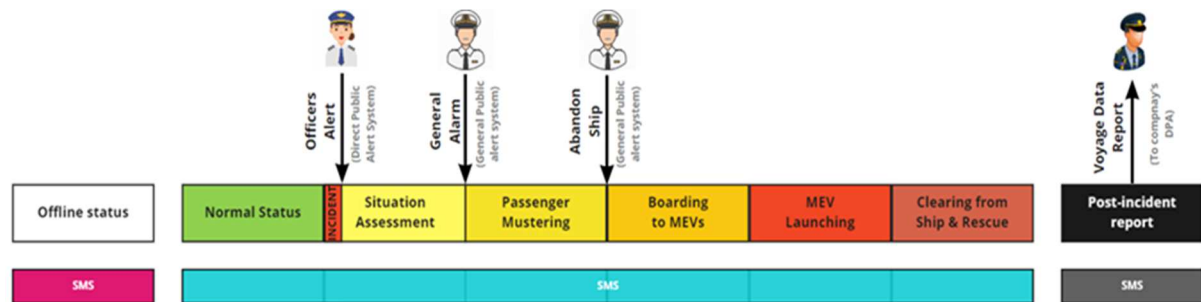 Officers
Alert
(Direct Public
Alert System)
General
Alarm
(General Public
alert system)
Abandon
Ship
(General Public
alert system)
Voyage Data
Report
(To compnay's
DPA)
Offline status
Normal Status
INCIDENT
Situation
Assessment
Passenger
Mustering
Boarding
to MEVs
MEV
Launching
Clearing from
Ship & Rescue
Post-incident
report
SMS
SMS
SMS